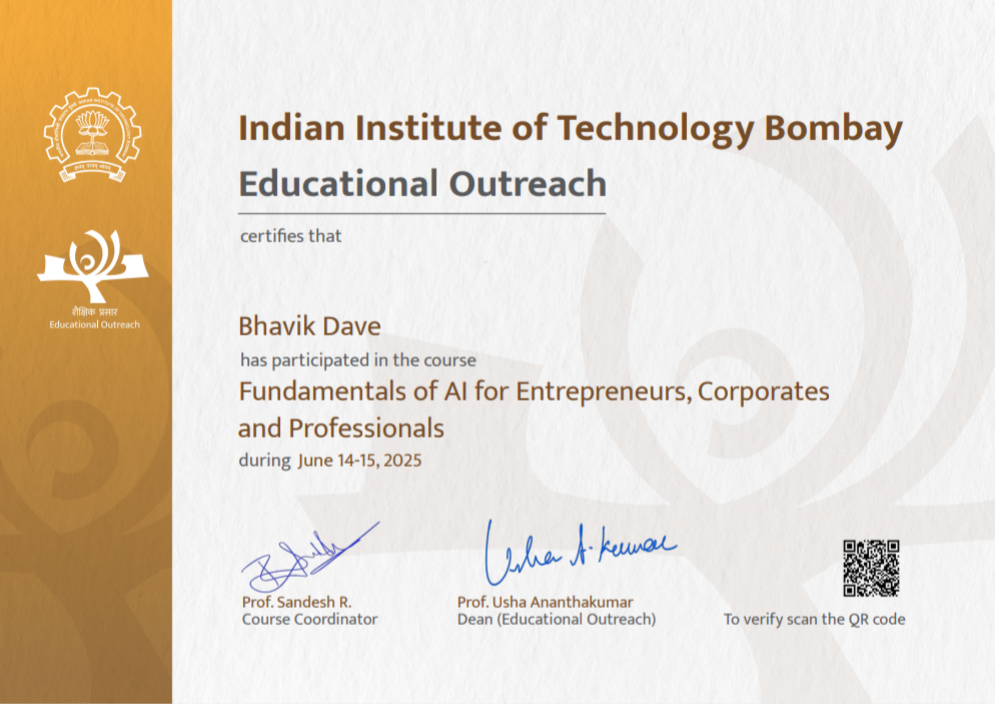 Indian Institute of Technology Bombay
Educational Outreach
certifies that
Bhavik Dave
has participated in the course
Fundamentals of AI for Entrepreneurs, Corporates
and Professionals
during June 14-15, 2025
शैक्षिक प्रसार
Educational Outreach
Usha A. Kumar
Prof. Sandesh R.
Course Coordinator
Prof. Usha Ananthakumar
Dean (Educational Outreach)
To verify scan the QR code